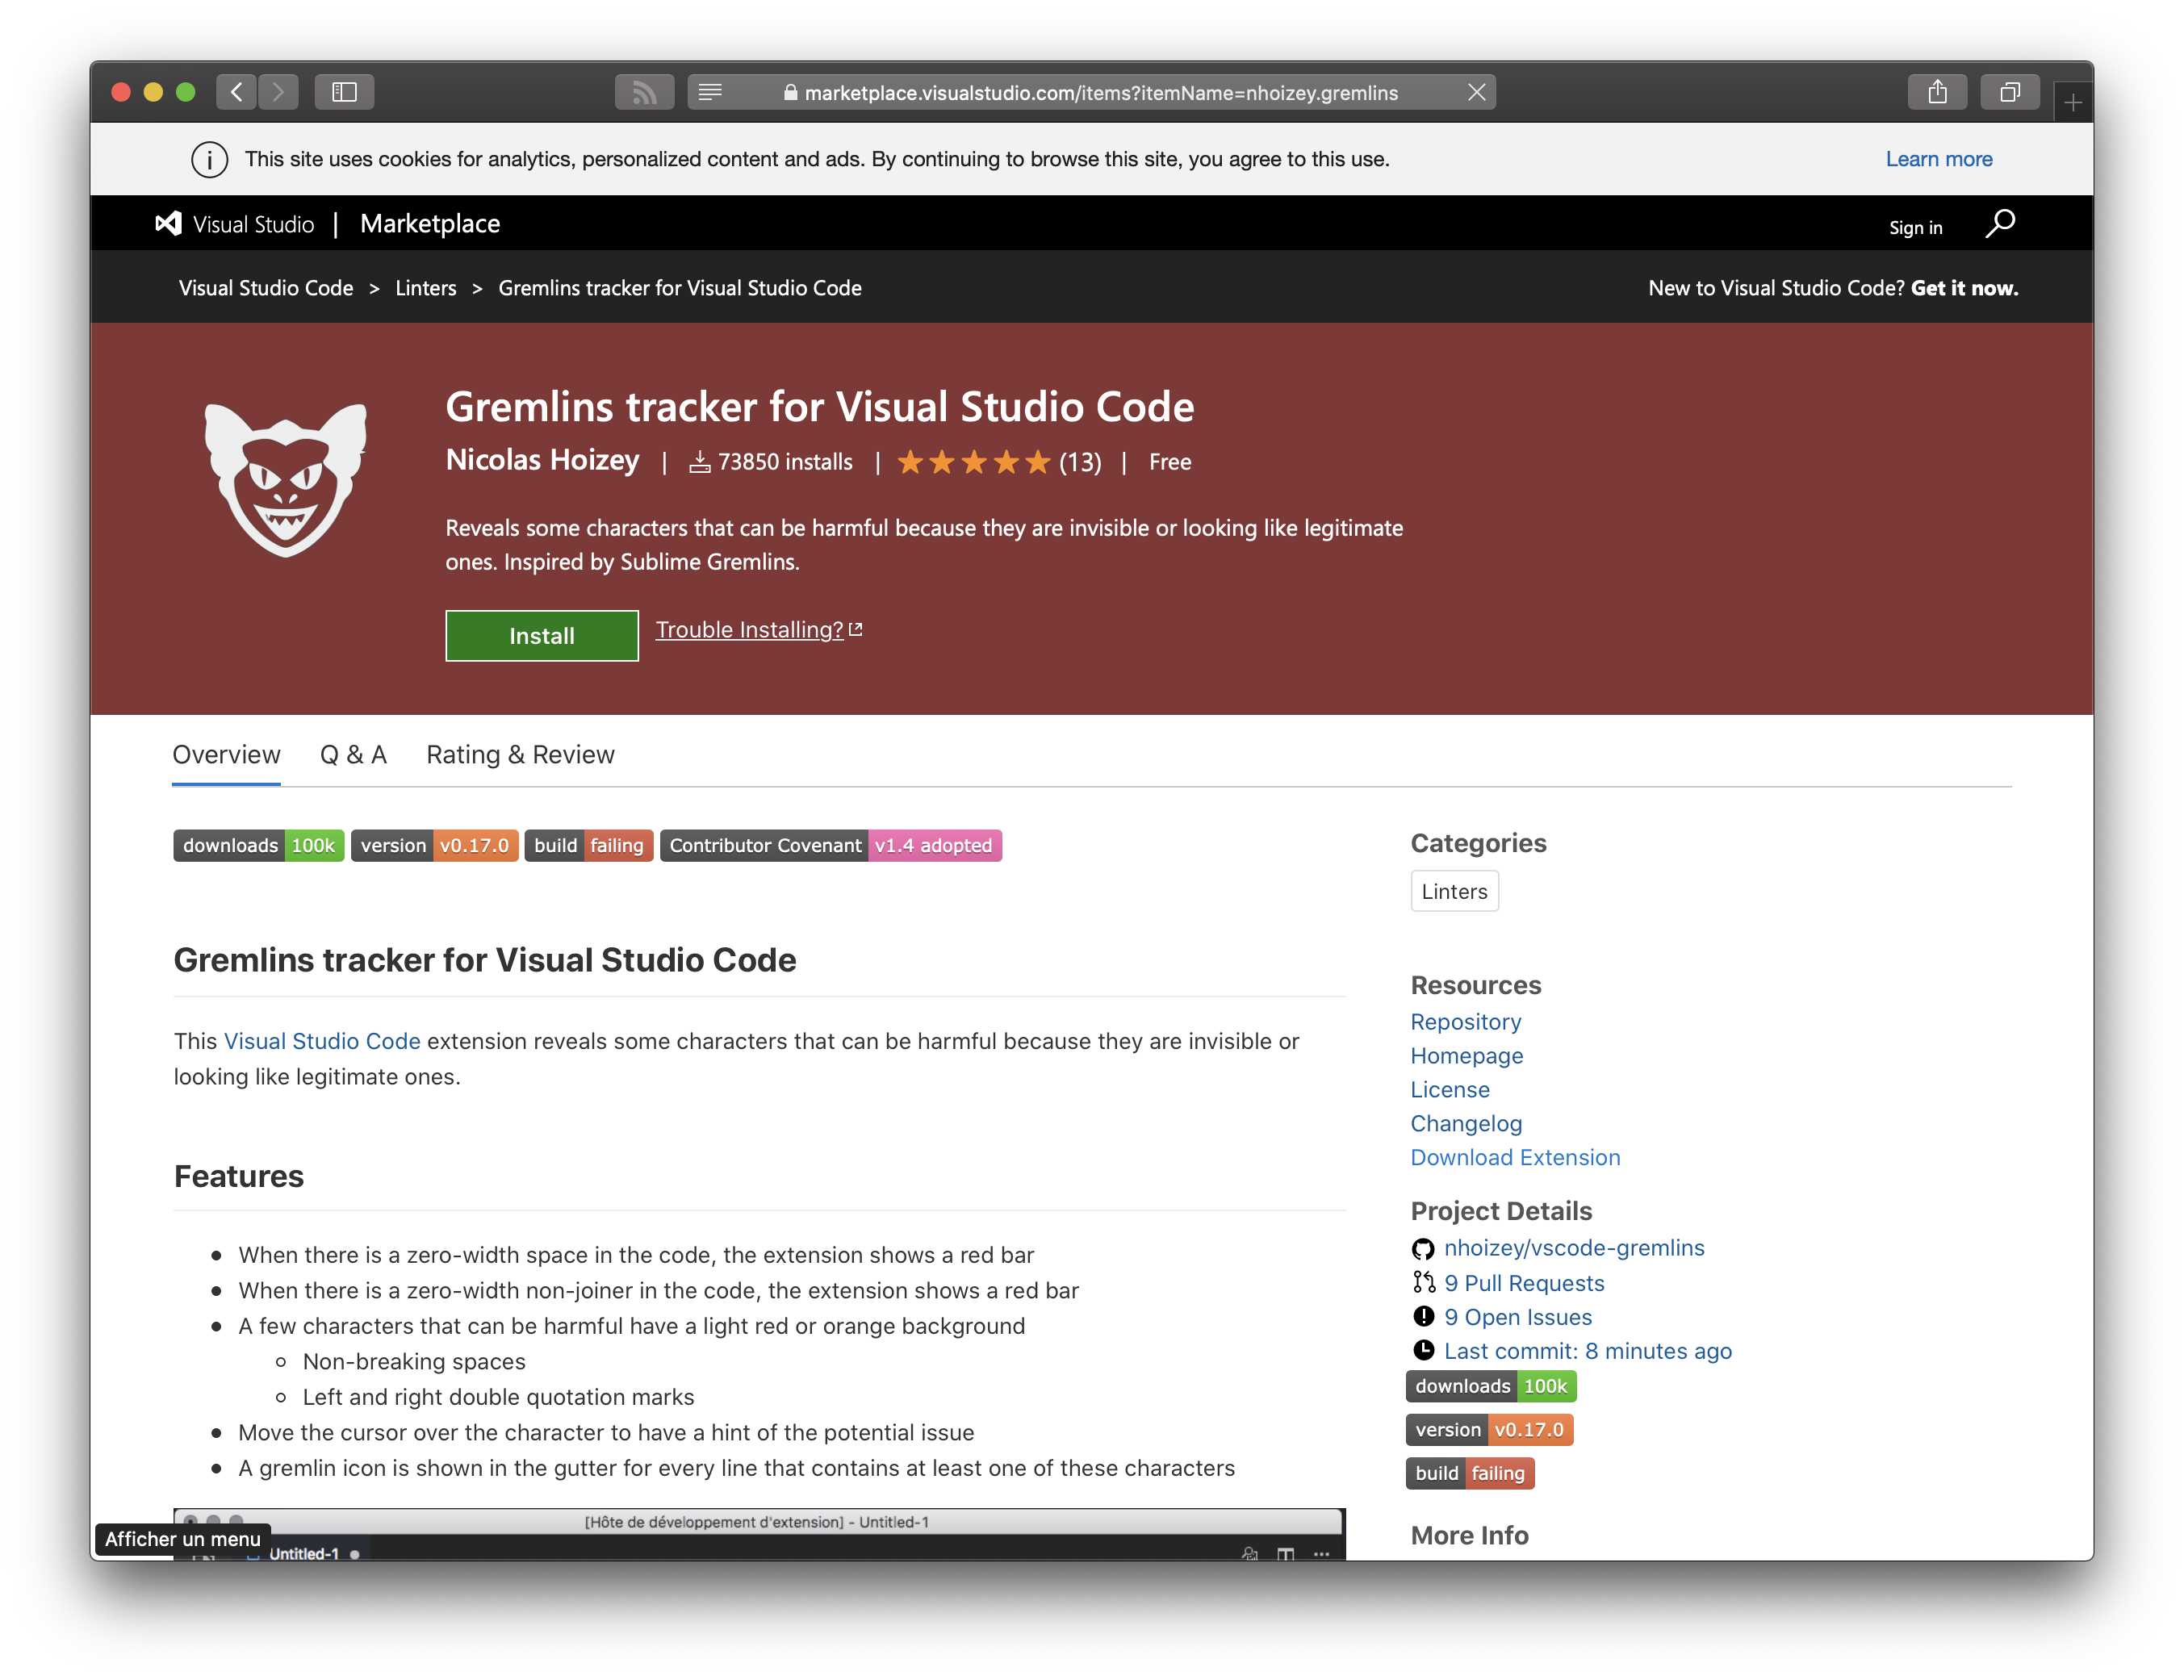 marketplace.visualstudio.com/items?itemName=nhoizey.gremlins
This site uses cookies for analytics, personalized content and ads. By continuing to browse this site, you agree to this use.
Learn more
Visual Studio | Marketplace
Sign in
Visual Studio Code > Linters > Gremlins tracker for Visual Studio Code
New to Visual Studio Code? Get it now.
Gremlins tracker for Visual Studio Code
Nicolas Hoizey | 73850 installs | (13) | Free
Reveals some characters that can be harmful because they are invisible or looking like legitimate
ones. Inspired by Sublime Gremlins.
Install
Trouble Installing?
Overview
Q & A
Rating & Review
downloads 100k
version v0.17.0
build failing
Contributor Covenant v1.4 adopted
Gremlins tracker for Visual Studio Code
This Visual Studio Code extension reveals some characters that can be harmful because they are invisible or
looking like legitimate ones.
Features
When there is a zero-width space in the code, the extension shows a red bar
When there is a zero-width non-joiner in the code, the extension shows a red bar
A few characters that can be harmful have a light red or orange background
Non-breaking spaces
Left and right double quotation marks
Move the cursor over the character to have a hint of the potential issue
A gremlin icon is shown in the gutter for every line that contains at least one of these characters
[Hôte de développement d'extension] - Untitled-1
Untitled-1
Afficher un menu
Categories
Linters
Resources
Repository
Homepage
License
Changelog
Download Extension
Project Details
nhoizey/vscode-gremlins
9 Pull Requests
9 Open Issues
Last commit: 8 minutes ago
downloads 100k
version v0.17.0
build failing
More Info